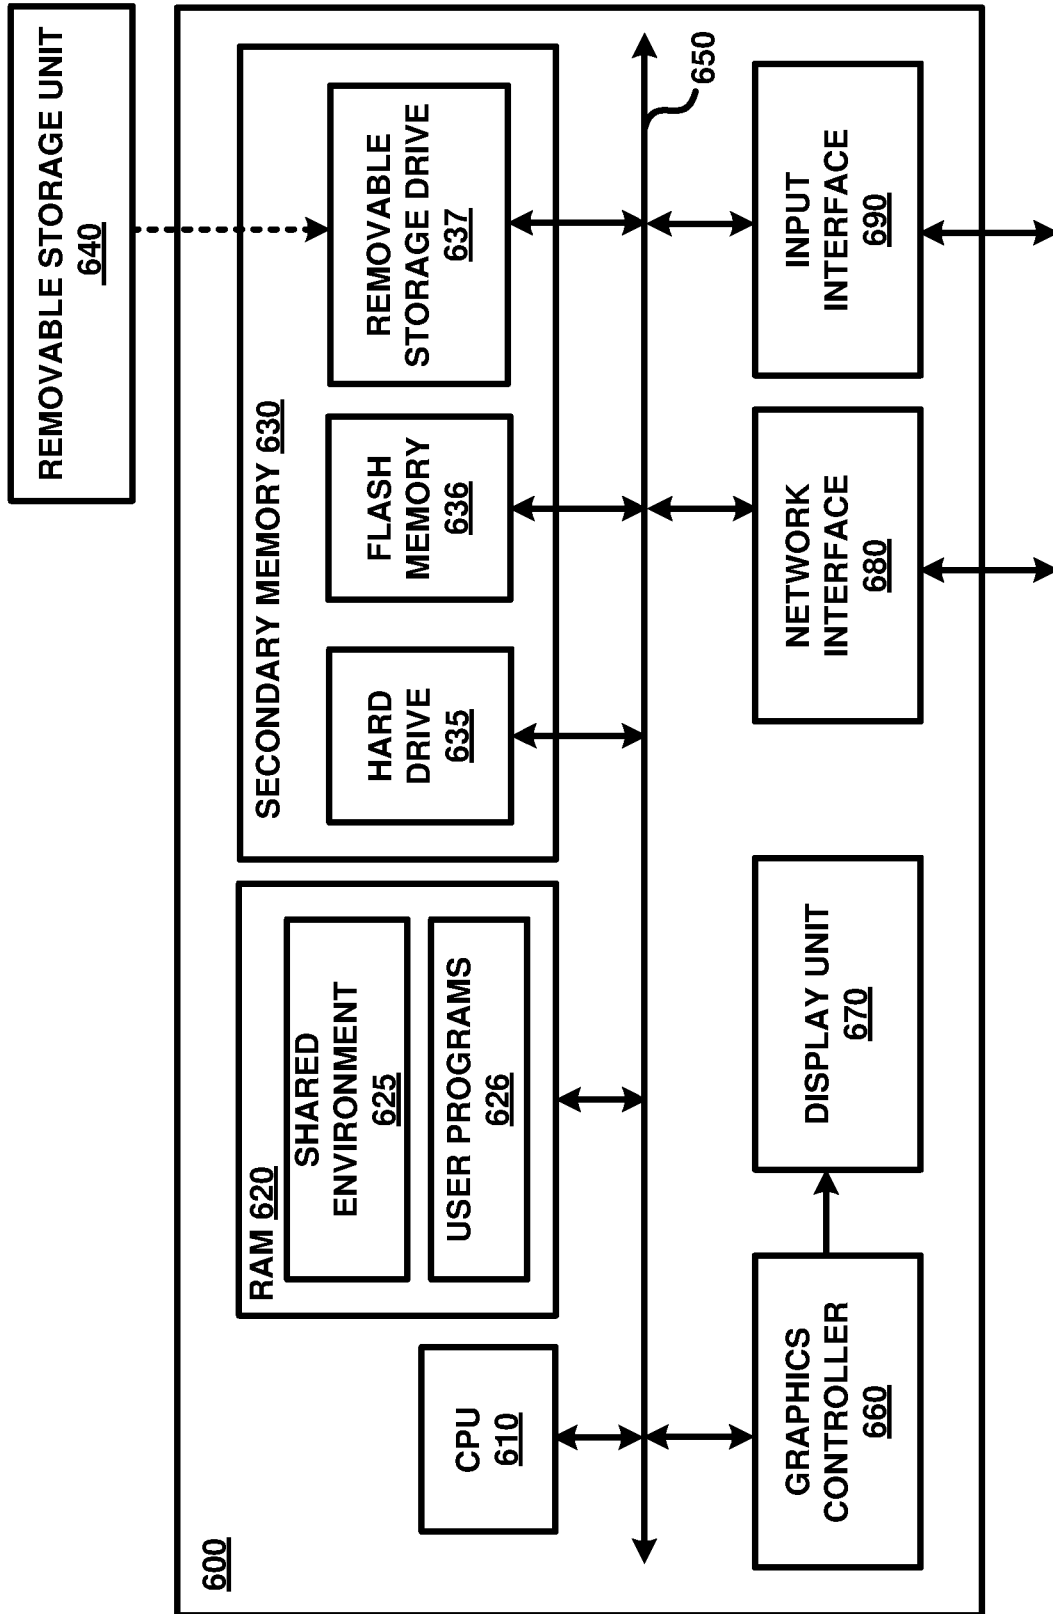 600
CPU
610
RAM 620
SHARED
ENVIRONMENT
625
USER PROGRAMS
626
SECONDARY MEMORY 630
HARD
DRIVE
635
FLASH
MEMORY
636
REMOVABLE
STORAGE DRIVE
637
REMOVABLE STORAGE UNIT
640
650
GRAPHICS
CONTROLLER
660
DISPLAY UNIT
670
NETWORK
INTERFACE
680
INPUT
INTERFACE
690